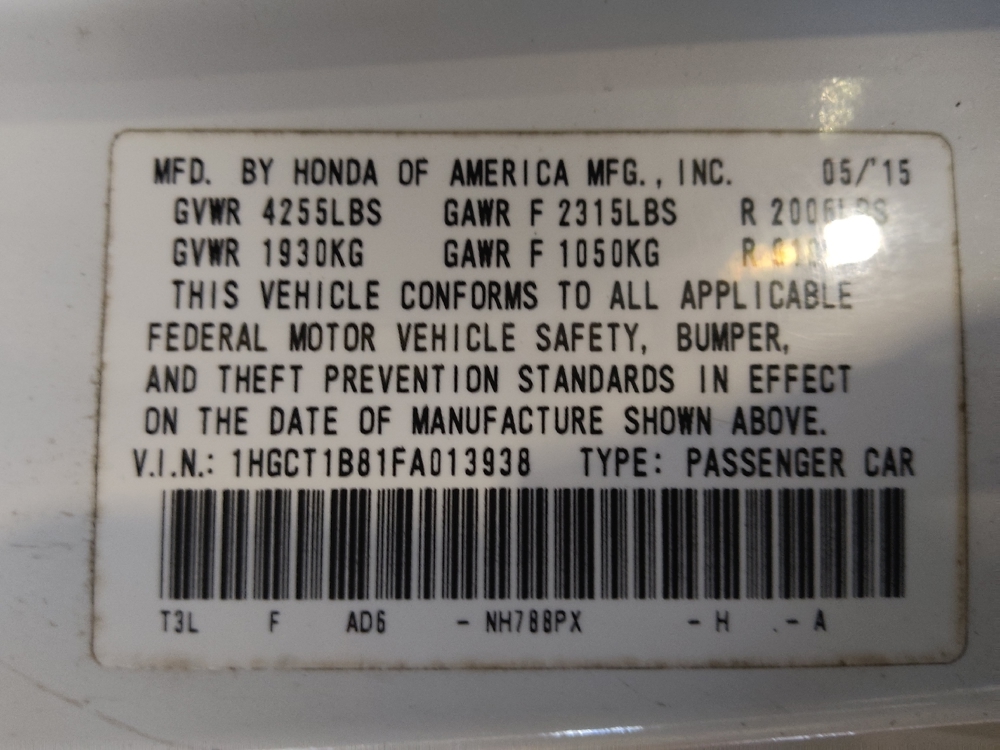 MFD. BY HONDA OF AMERICA MFG., INC. 05/'15
GVWR 4255LBS GAWR F 2315LBS R 2006LBS
GVWR 1930KG GAWR F 1050KG R
THIS VEHICLE CONFORMS TO ALL APPLICABLE
FEDERAL MOTOR VEHICLE SAFETY, BUMPER,
AND THEFT PREVENTION STANDARDS IN EFFECT
ON THE DATE OF MANUFACTURE SHOWN ABOVE.
V.I.N.: 1HGCT1B81FA013938 TYPE: PASSENGER CAR
T3L F AD6 - NH788PX - H - A